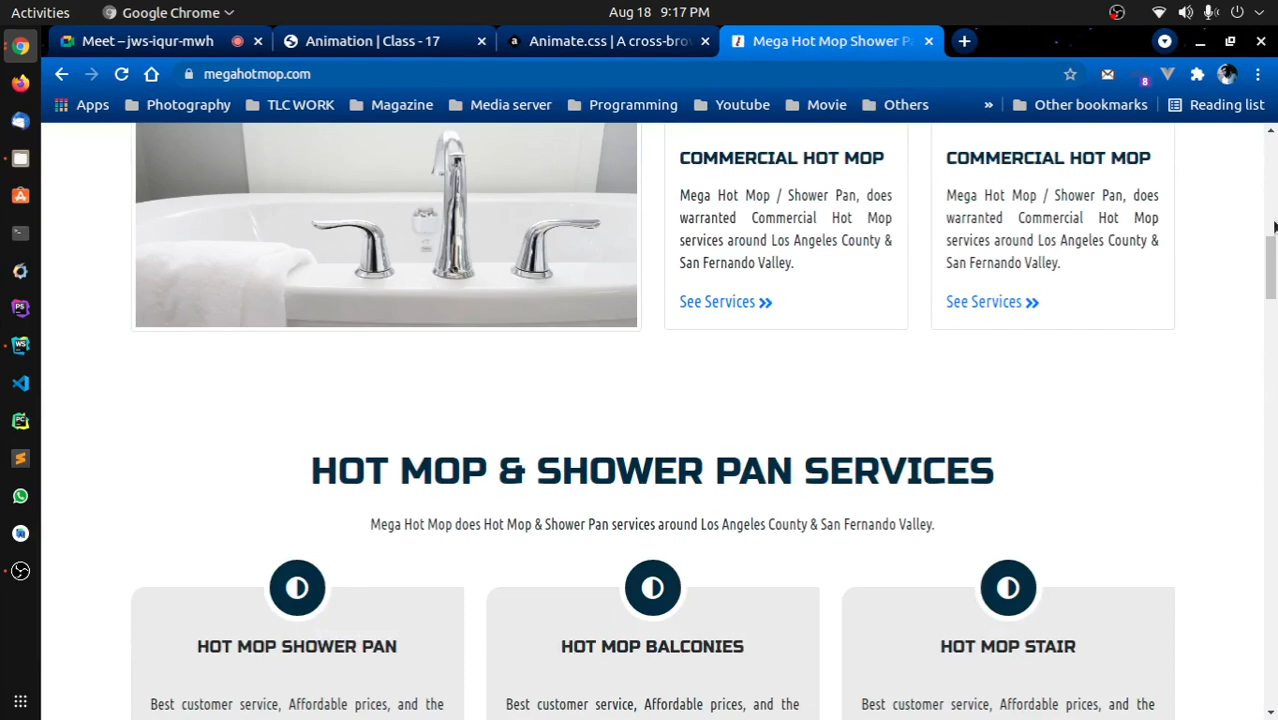 Activities
Google Chrome
Aug 18 9:17 PM
Meet – jws-iqur-mwh
Animation | Class - 17
Animate.css | A cross-bro
Mega Hot Mop Shower Pa
megahotmop.com
8
Apps
Photography
TLC WORK
Magazine
Media server
Programming
Youtube
Movie
Others
»
Other bookmarks
Reading list
COMMERCIAL HOT MOP
Mega Hot Mop / Shower Pan, does
warranted Commercial Hot Mop
services around Los Angeles County &
San Fernando Valley.
See Services
COMMERCIAL HOT MOP
Mega Hot Mop / Shower Pan, does
warranted Commercial Hot Mop
services around Los Angeles County &
San Fernando Valley.
See Services
HOT MOP & SHOWER PAN SERVICES
Mega Hot Mop does Hot Mop & Shower Pan services around Los Angeles County & San Fernando Valley.
HOT MOP SHOWER PAN
Best customer service, Affordable prices, and the
HOT MOP BALCONIES
Best customer service, Affordable prices, and the
HOT MOP STAIR
Best customer service, Affordable prices, and the